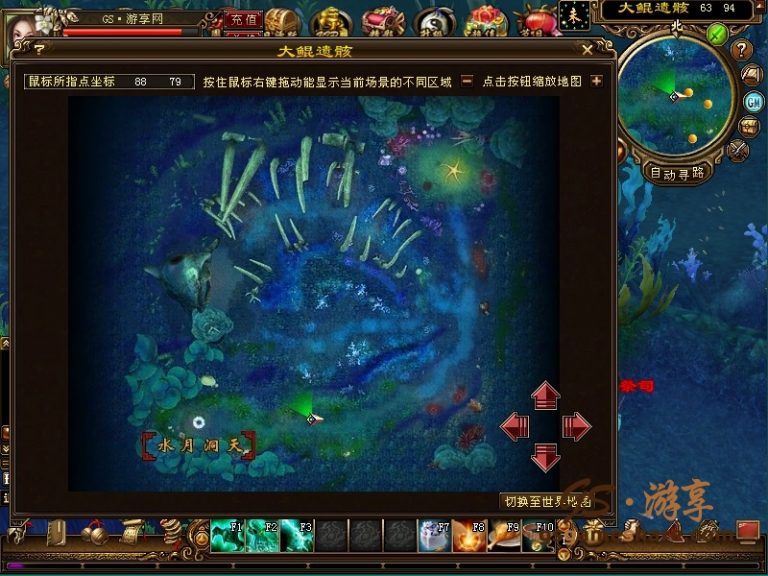 GS·游享网
充值
大鲲遗骸 63 94
北
?
大鲲遗骸
?
鼠标所指点坐标 88 79 按住鼠标右键拖动能显示当前场景的不同区域 点击按钮缩放地图
GM
自动寻路
祭司
水月洞天
切换至世界地图
GS·游享
F1 F2 F3 F7 F8 F9 F10